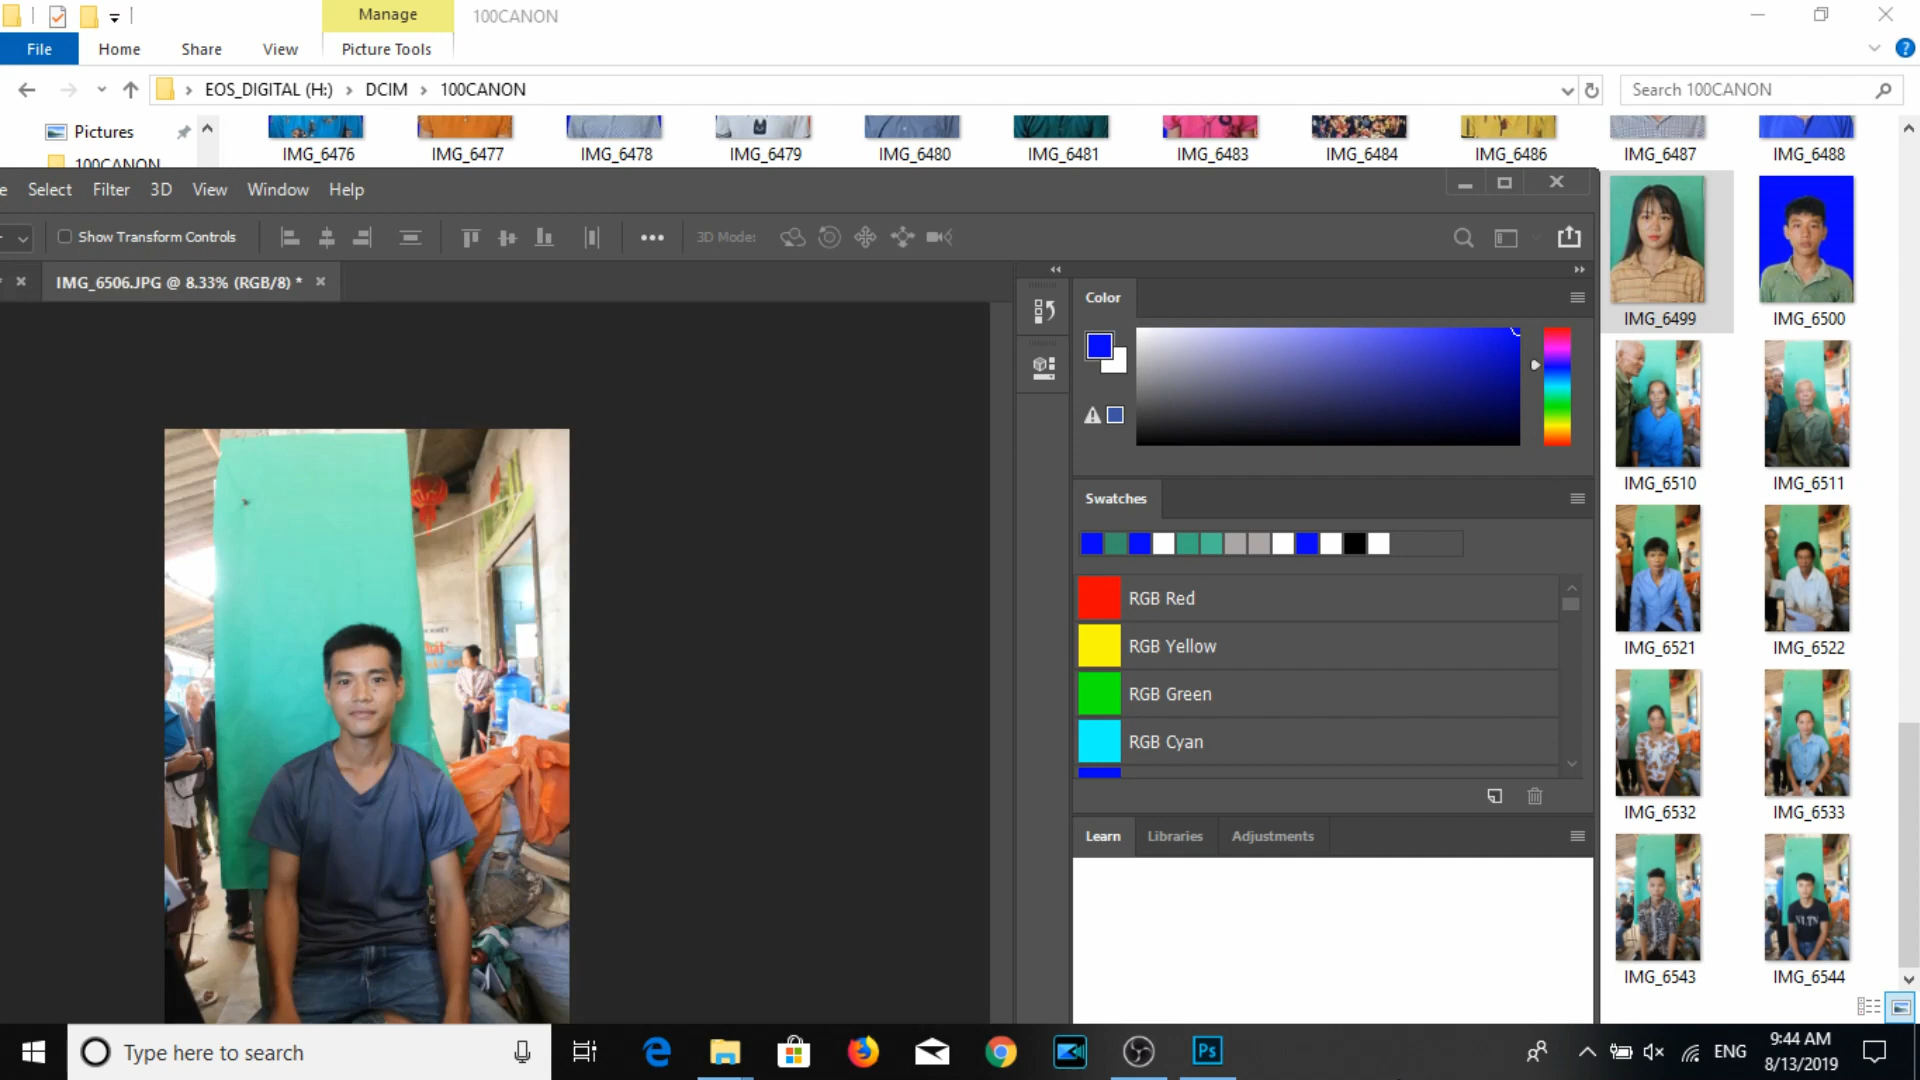 Manage
100CANON
File
Home
Share
View
Picture Tools
EOS_DIGITAL (H:)
DCIM
100CANON
Search 100CANON
Pictures
100CANON
IMG_6476
IMG_6477
IMG_6478
IMG_6479
IMG_6480
IMG_6481
IMG_6483
IMG_6484
IMG_6486
IMG_6487
IMG_6488
Select
Filter
3D
View
Window
Help
Show Transform Controls
3D Mode:
IMG_6506.JPG @ 8.33% (RGB/8) *
Color
IMG_6499
IMG_6500
Swatches
IMG_6510
IMG_6511
RGB Red
RGB Yellow
RGB Green
RGB Cyan
IMG_6521
IMG_6522
Learn
Libraries
Adjustments
IMG_6532
IMG_6533
IMG_6543
IMG_6544
Type here to search
Ps
ENG
9:44 AM
8/13/2019